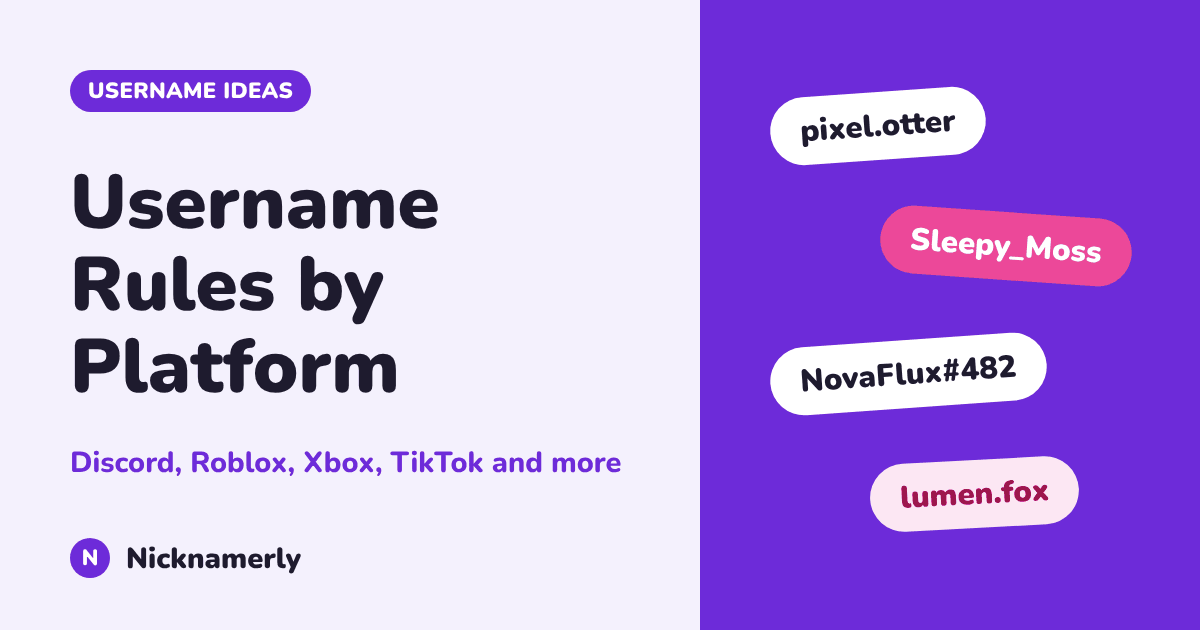 USERNAME IDEAS
Username
Rules by
Platform
Discord, Roblox, Xbox, TikTok and more
N Nicknamerly
pixel.otter
Sleepy_Moss
NovaFlux#482
lumen.fox